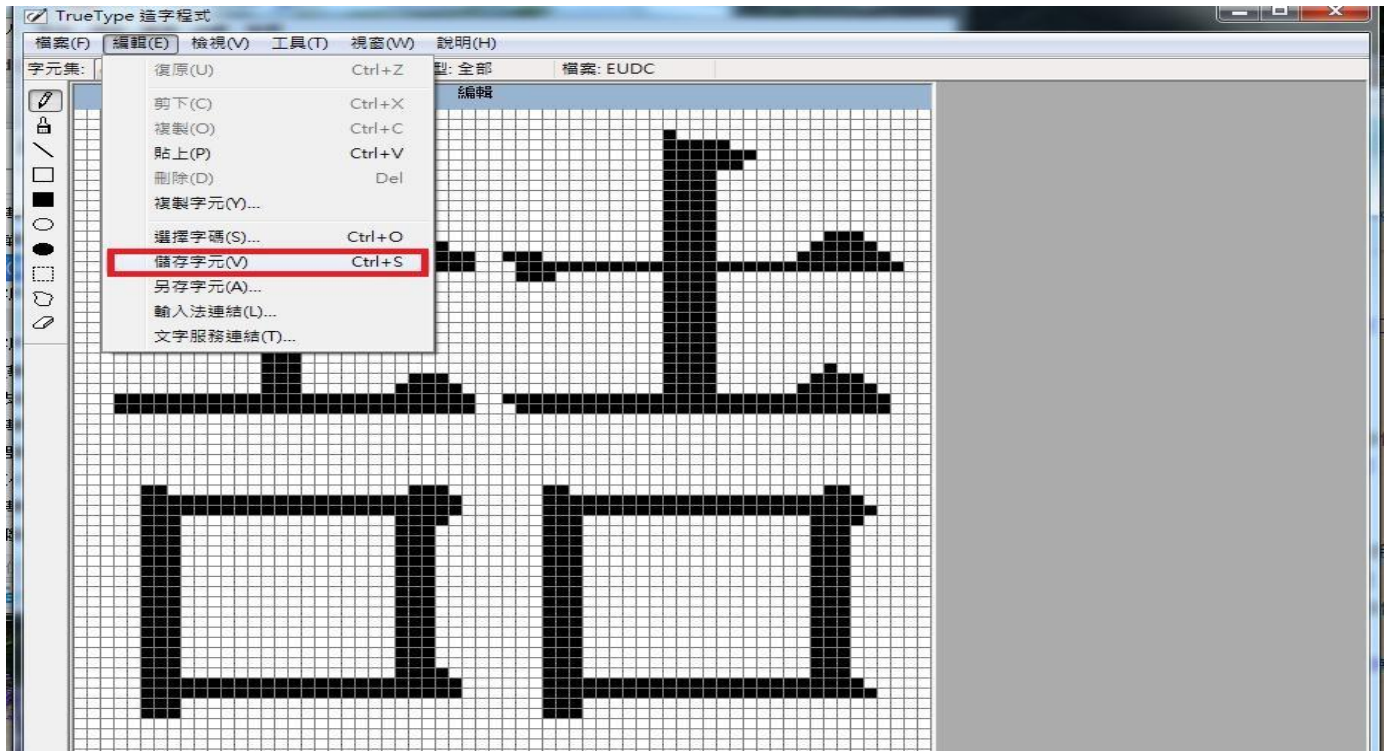 TrueType 造字程式
檔案(F) 編輯(E) 檢視(V) 工具(T) 視窗(W) 說明(H)
字元集: 型: 全部 檔案: EUDC
編輯
復原(U) Ctrl+Z
剪下(C) Ctrl+X
複製(O) Ctrl+C
貼上(P) Ctrl+V
刪除(D) Del
複製字元(Y)...
選擇字碼(S)... Ctrl+O
儲存字元(V) Ctrl+S
另存字元(A)...
輸入法連結(L)...
文字服務連結(T)...